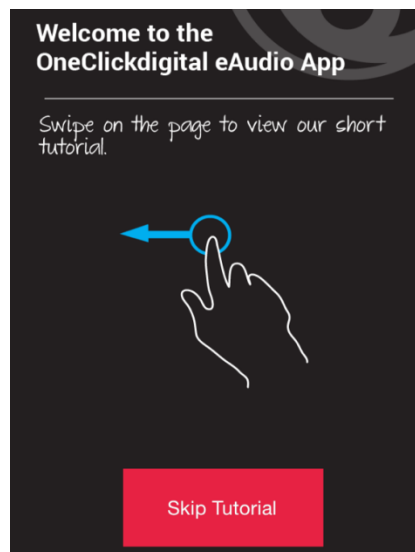 Welcome to the
OneClickdigital eAudio App
Swipe on the page to view our short
tutorial.
Skip Tutorial